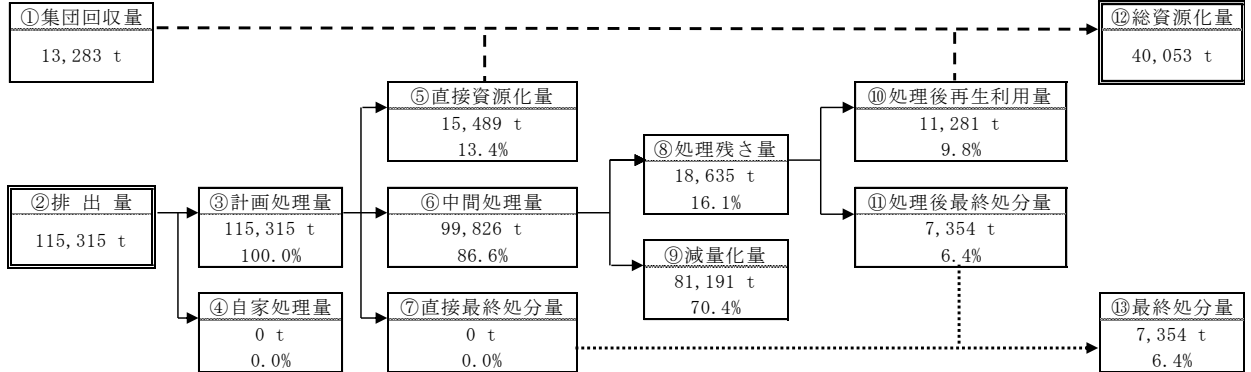 ①集団回収量
13,283 t
⑫総資源化量
40,053 t
⑤直接資源化量
15,489 t
13.4%
⑩処理後再生利用量
11,281 t
9.8%
⑧処理残さ量
18,635 t
16.1%
②排 出 量
115,315 t
③計画処理量
115,315 t
100.0%
⑥中間処理量
99,826 t
86.6%
⑪処理後最終処分量
7,354 t
6.4%
⑨減量化量
81,191 t
70.4%
④自家処理量
0 t
0.0%
⑦直接最終処分量
0 t
0.0%
⑬最終処分量
7,354 t
6.4%